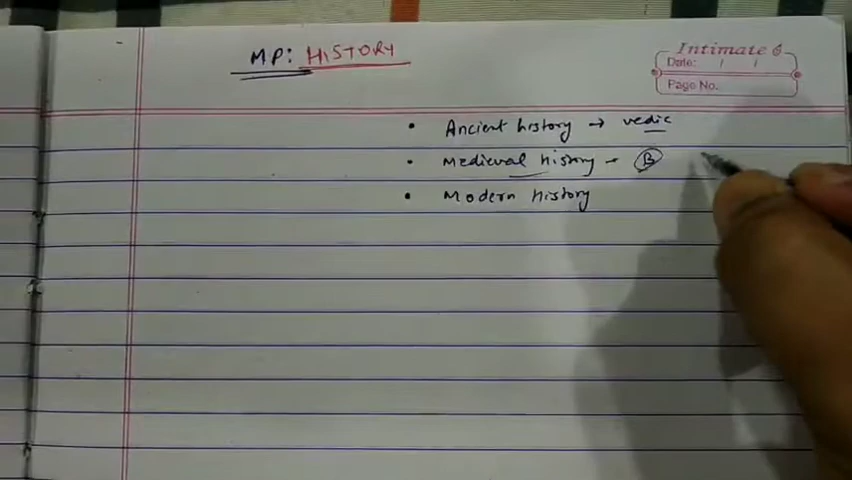 MP: HISTORY
Intimate
Date: / /
Page No.
• Ancient history → vedic
• Medieval history - B
• Modern history